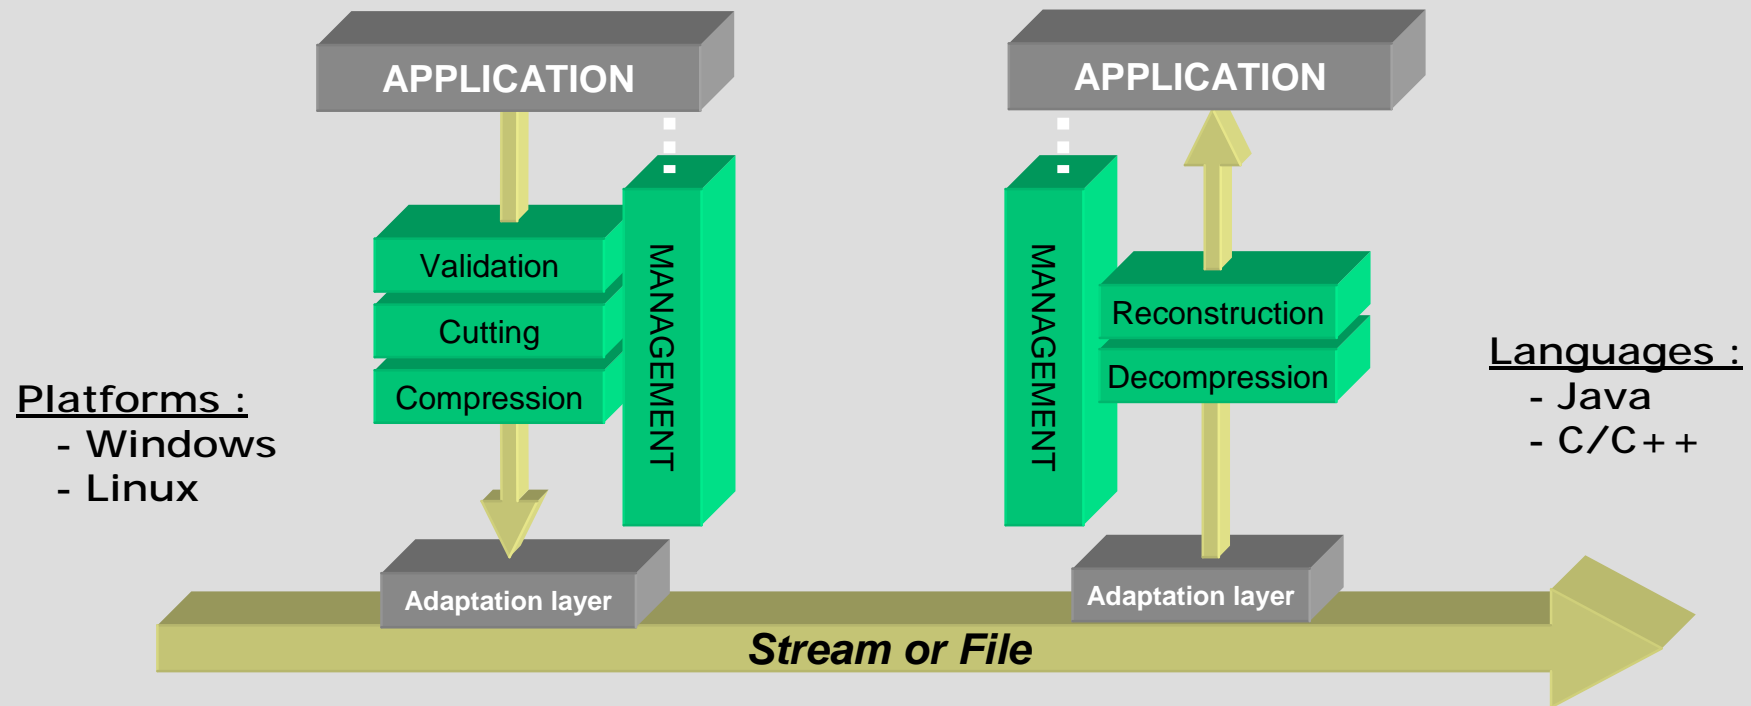 APPLICATION
APPLICATION
Validation
Cutting
Compression
MANAGEMENT
MANAGEMENT
Reconstruction
Decompression
Platforms :
- Windows
- Linux
Languages :
- Java
- C/C++
Adaptation layer
Adaptation layer
Stream or File